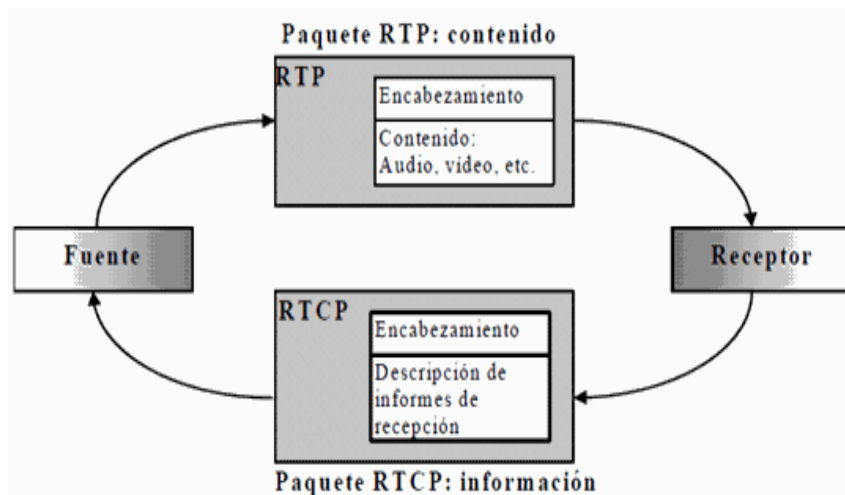 Paquete RTP: contenido
RTP
Encabezamiento
Contenido:
Audio, vídeo, etc.
Fuente
Receptor
RTCP
Encabezamiento
Descripción de
informes de
recepción
Paquete RTCP: información